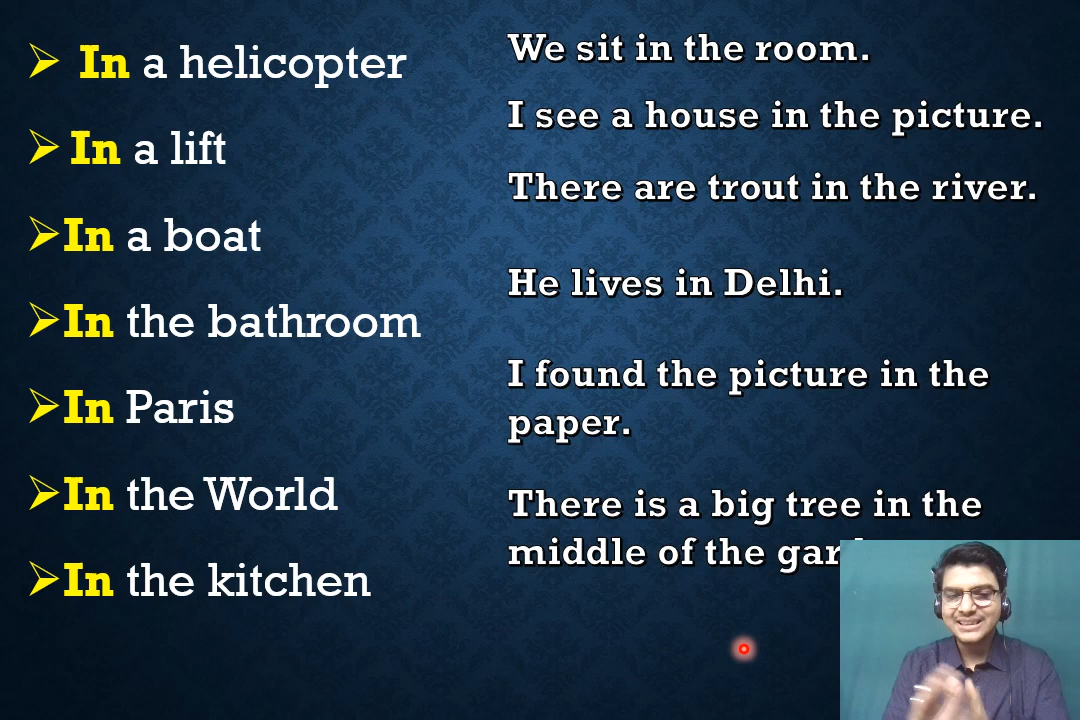 In a helicopter
In a lift
In a boat
In the bathroom
In Paris
In the World
In the kitchen
We sit in the room.
I see a house in the picture.
There are trout in the river.
He lives in Delhi.
I found the picture in the
paper.
There is a big tree in the
middle of the